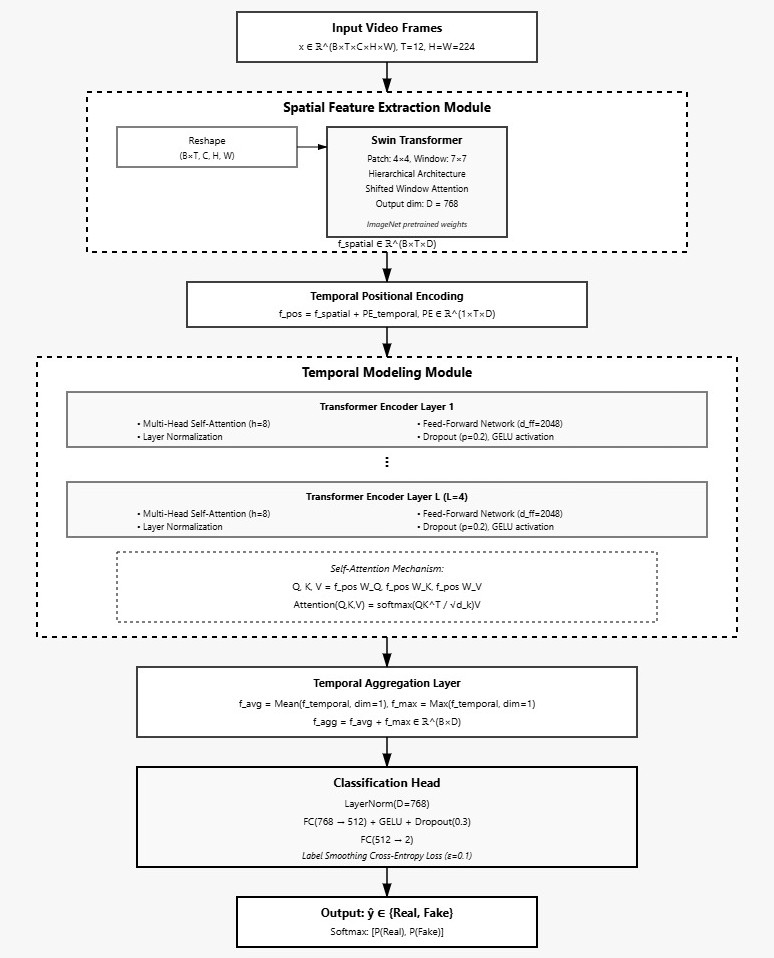 Input Video Frames
x ∈ ℝ^(B×T×C×H×W), T=12, H=W=224
Spatial Feature Extraction Module
Reshape
(B×T, C, H, W)
Swin Transformer
Patch: 4×4, Window: 7×7
Hierarchical Architecture
Shifted Window Attention
Output dim: D = 768
ImageNet pretrained weights
f_spatial ∈ ℝ^(B×T×D)
Temporal Positional Encoding
f_pos = f_spatial + PE_temporal, PE ∈ ℝ^(1×T×D)
Temporal Modeling Module
Transformer Encoder Layer 1
• Multi-Head Self-Attention (h=8)
• Layer Normalization
• Feed-Forward Network (d_ff=2048)
• Dropout (p=0.2), GELU activation
⋮
Transformer Encoder Layer L (L=4)
• Multi-Head Self-Attention (h=8)
• Layer Normalization
• Feed-Forward Network (d_ff=2048)
• Dropout (p=0.2), GELU activation
Self-Attention Mechanism:
Q, K, V = f_pos W_Q, f_pos W_K, f_pos W_V
Attention(Q,K,V) = softmax(QK^T / √d_k)V
Temporal Aggregation Layer
f_avg = Mean(f_temporal, dim=1), f_max = Max(f_temporal, dim=1)
f_agg = f_avg + f_max ∈ ℝ^(B×D)
Classification Head
LayerNorm(D=768)
FC(768 → 512) + GELU + Dropout(0.3)
FC(512 → 2)
Label Smoothing Cross-Entropy Loss (ε=0.1)
Output: ŷ ∈ {Real, Fake}
Softmax: [P(Real), P(Fake)]